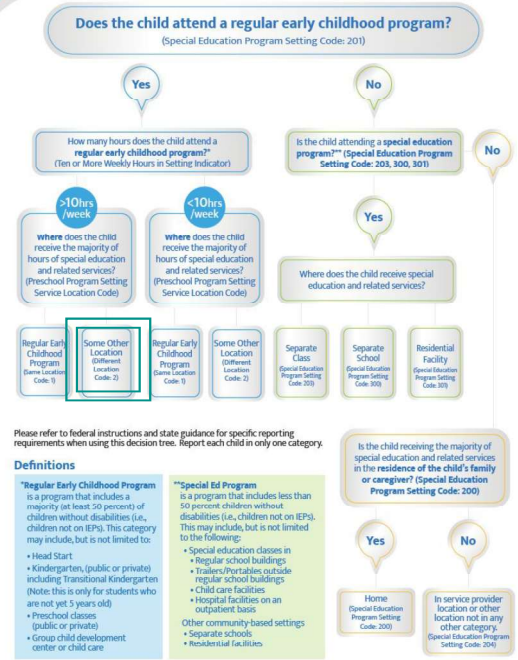 Does the child attend a regular early childhood program?
(Special Education Program Setting Code: 201)
Yes
No
How many hours does the child attend a
regular early childhood program?*
(Ten or More Weekly Hours in Setting Indicator)
Is the child attending a special education
program?** (Special Education Program
Setting Code: 203, 300, 301)
No
>10hrs
/week
<10hrs
/week
Yes
Where does the child
receive the majority of
hours of special education
and related services?
(Preschool Program Setting
Service Location Code)
Where does the child
receive the majority of
hours of special education
and related services?
(Preschool Program Setting
Service Location Code)
Where does the child receive special
education and related services?
Regular Early
Childhood
Program
(Same Location
Code: 1)
Some Other
Location
(Different
Location
Code: 2)
Regular Early
Childhood
Program
(Same Location
Code: 1)
Some Other
Location
(Different
Location
Code: 2)
Separate
Class
(Special Education
Program Setting
Code: 203)
Separate
School
(Special Education
Program Setting
Code: 300)
Residential
Facility
(Special Education
Program Setting
Code: 301)
Please refer to federal instructions and state guidance for specific reporting
requirements when using this decision tree. Report each child in only one category.
Is the child receiving the majority of
special education and related services
in the residence of the child's family
or caregiver? (Special Education
Program Setting Code: 200)
Yes
No
Home
(Special Education
Program Setting
Code: 200)
In service provider
location or other
location not in any
other category.
(Special Education
Program Setting
Code: 204)
Definitions
*Regular Early Childhood Program
is a program that includes a
majority (at least 50 percent) of
children without disabilities (i.e.,
children not on IEPs). This category
may include, but is not limited to:
• Head Start
• Kindergarten, (public or private)
including Transitional Kindergarten
(Note: this is only for students who
are not yet 5 years old)
• Preschool classes
(public or private)
• Group child development
center or child care
**Special Ed Program
is a program that includes less than
50 percent children without
disabilities (i.e., children not on IEPs).
This may include, but is not limited
to the following:
• Special education classes in
• Regular school buildings
• Trailers/Portables outside
regular school buildings
• Child care facilities
• Hospital facilities on an
outpatient basis
Other community-based settings
• Separate schools
• Residential facilities